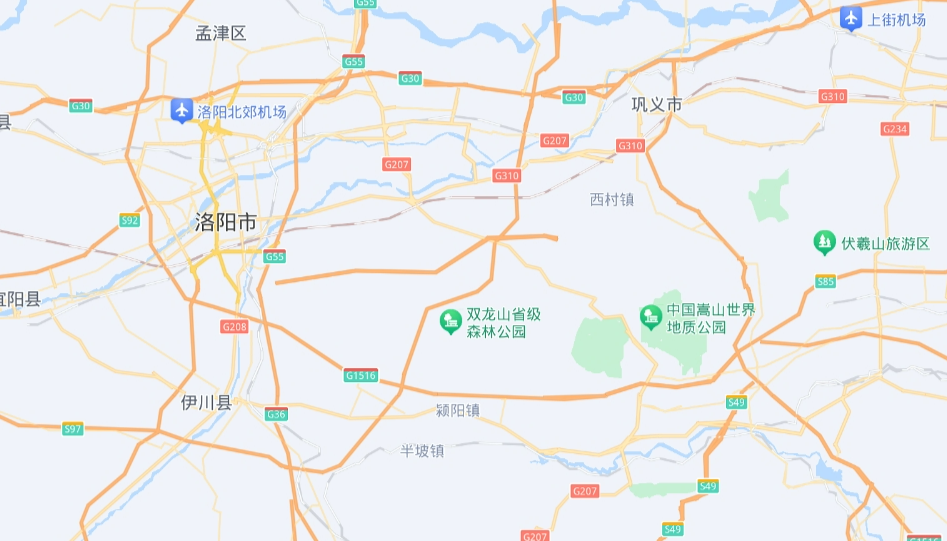 G55
孟津区
上街机场
G55
G30
G30
G30
G310
巩义市
洛阳北郊机场
县
G234
G207
G310
G207
G310
西村镇
S92
洛阳市
伏羲山旅游区
G55
S85
宜阳县
双龙山省级
森林公园
中国嵩山世界
地质公园
G208
G1516
伊川县
颍阳镇
S49
G36
S97
半坡镇
G207
S49
S49
G207
G1516